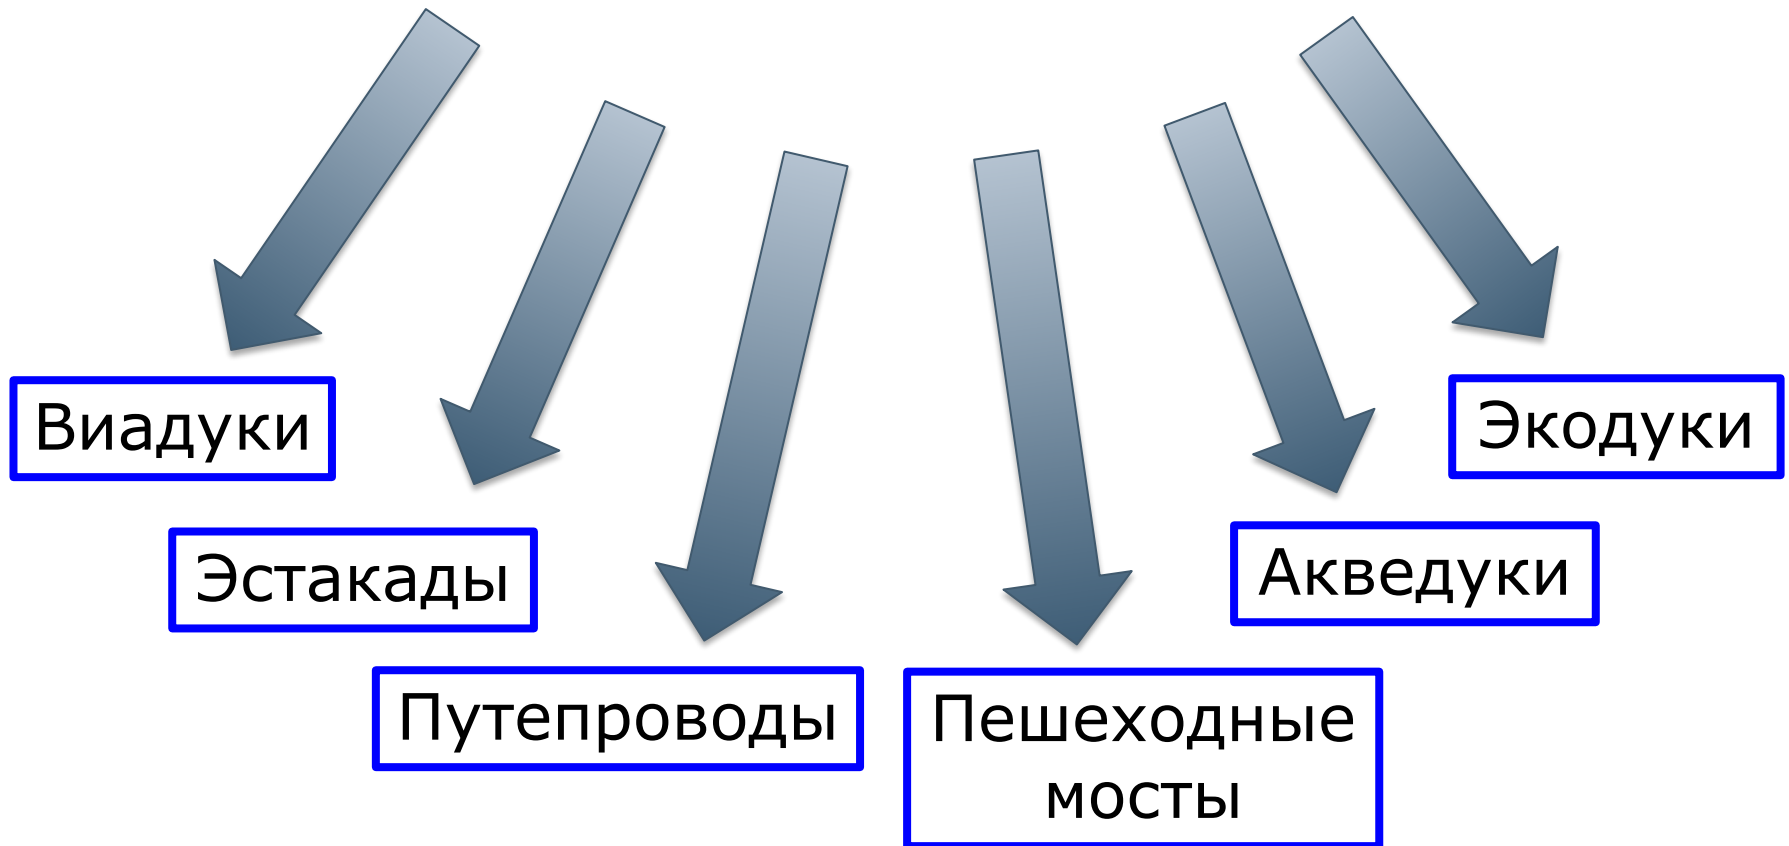 Виадуки
Экодуки
Эстакады
Акведуки
Путепроводы
Пешеходные
мосты